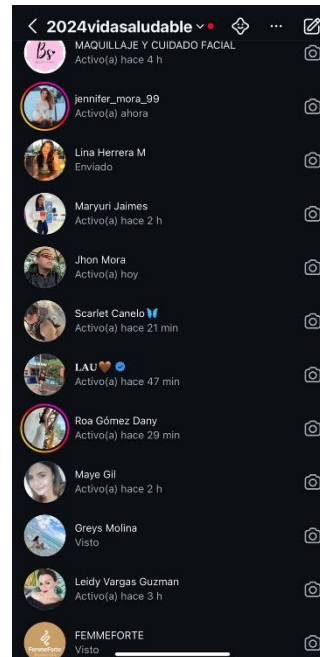 2024vidasaludable
Bs
MAQUILLAJE Y CUIDADO FACIAL
Activo(a) hace 4 h
jennifer_mora_99
Activo(a) ahora
Lina Herrera M
Enviado
Maryuri Jaimes
Activo(a) hace 2 h
Jhon Mora
Activo(a) hoy
Scarlet Canelo🦋
Activo(a) hace 21 min
LAU🤎
Activo(a) hace 47 min
Roa Gómez Dany
Activo(a) hace 29 min
Maye Gil
Activo(a) hace 2 h
Greys Molina
Visto
Leidy Vargas Guzman
Activo(a) hace 3 h
FEMMEFORTE
Visto
FemmeForte